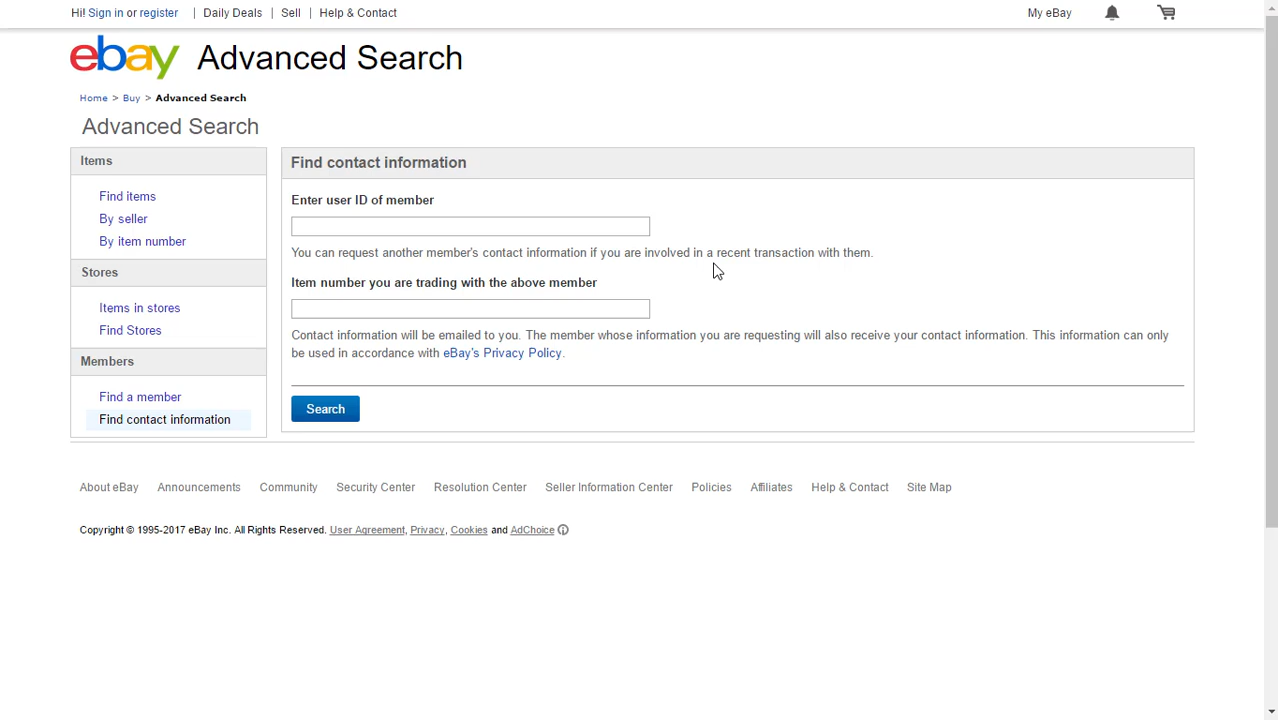 Hi! Sign in or register | Daily Deals | Sell | Help & Contact My eBay
ebay Advanced Search
Home > Buy > Advanced Search
Advanced Search
Items
Find items
By seller
By item number
Stores
Items in stores
Find Stores
Members
Find a member
Find contact information
Find contact information
Enter user ID of member
You can request another member's contact information if you are involved in a recent transaction with them.
Item number you are trading with the above member
Contact information will be emailed to you. The member whose information you are requesting will also receive your contact information. This information can only
be used in accordance with eBay's Privacy Policy.
Search
About eBay Announcements Community Security Center Resolution Center Seller Information Center Policies Affiliates Help & Contact Site Map
Copyright © 1995-2017 eBay Inc. All Rights Reserved. User Agreement, Privacy, Cookies and AdChoice